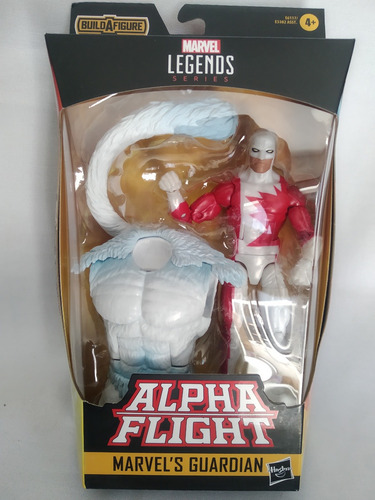 BUILD A FIGURE
MARVEL
LEGENDS
SERIES
4+
ALPHA
FLIGHT
MARVEL'S GUARDIAN
Hasbro